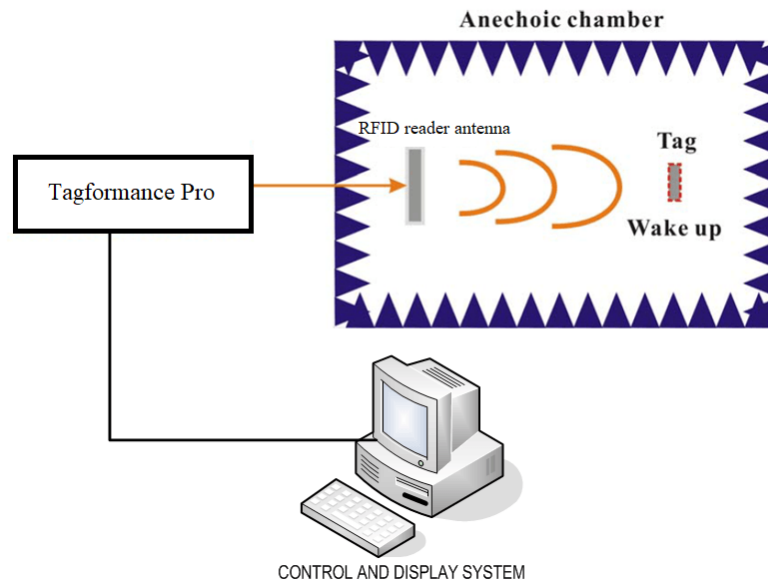 Anechoic chamber
RFID reader antenna
Tag
Tagformance Pro
Wake up
CONTROL AND DISPLAY SYSTEM